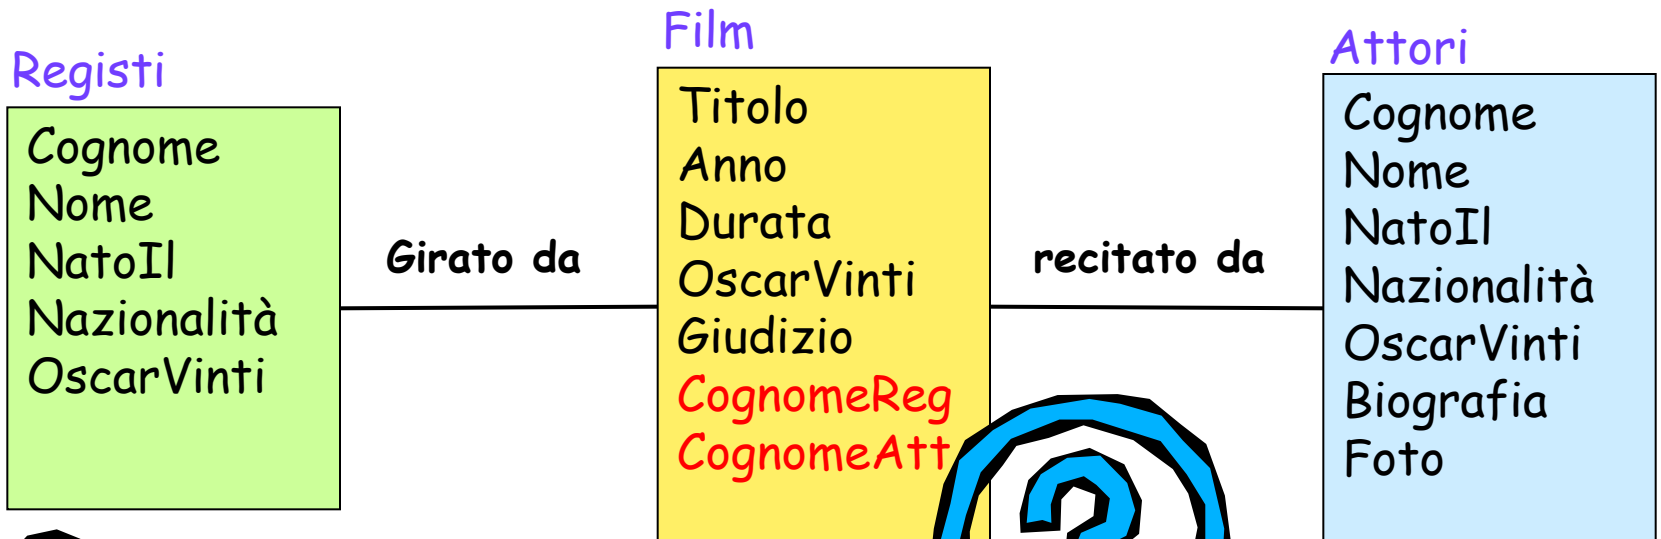 Registi
Cognome
Nome
NatoIl
Nazionalità
OscarVinti
Girato da
Film
Titolo
Anno
Durata
OscarVinti
Giudizio
CognomeReg
CognomeAtt
recitato da
Attori
Cognome
Nome
NatoIl
Nazionalità
OscarVinti
Biografia
Foto
?